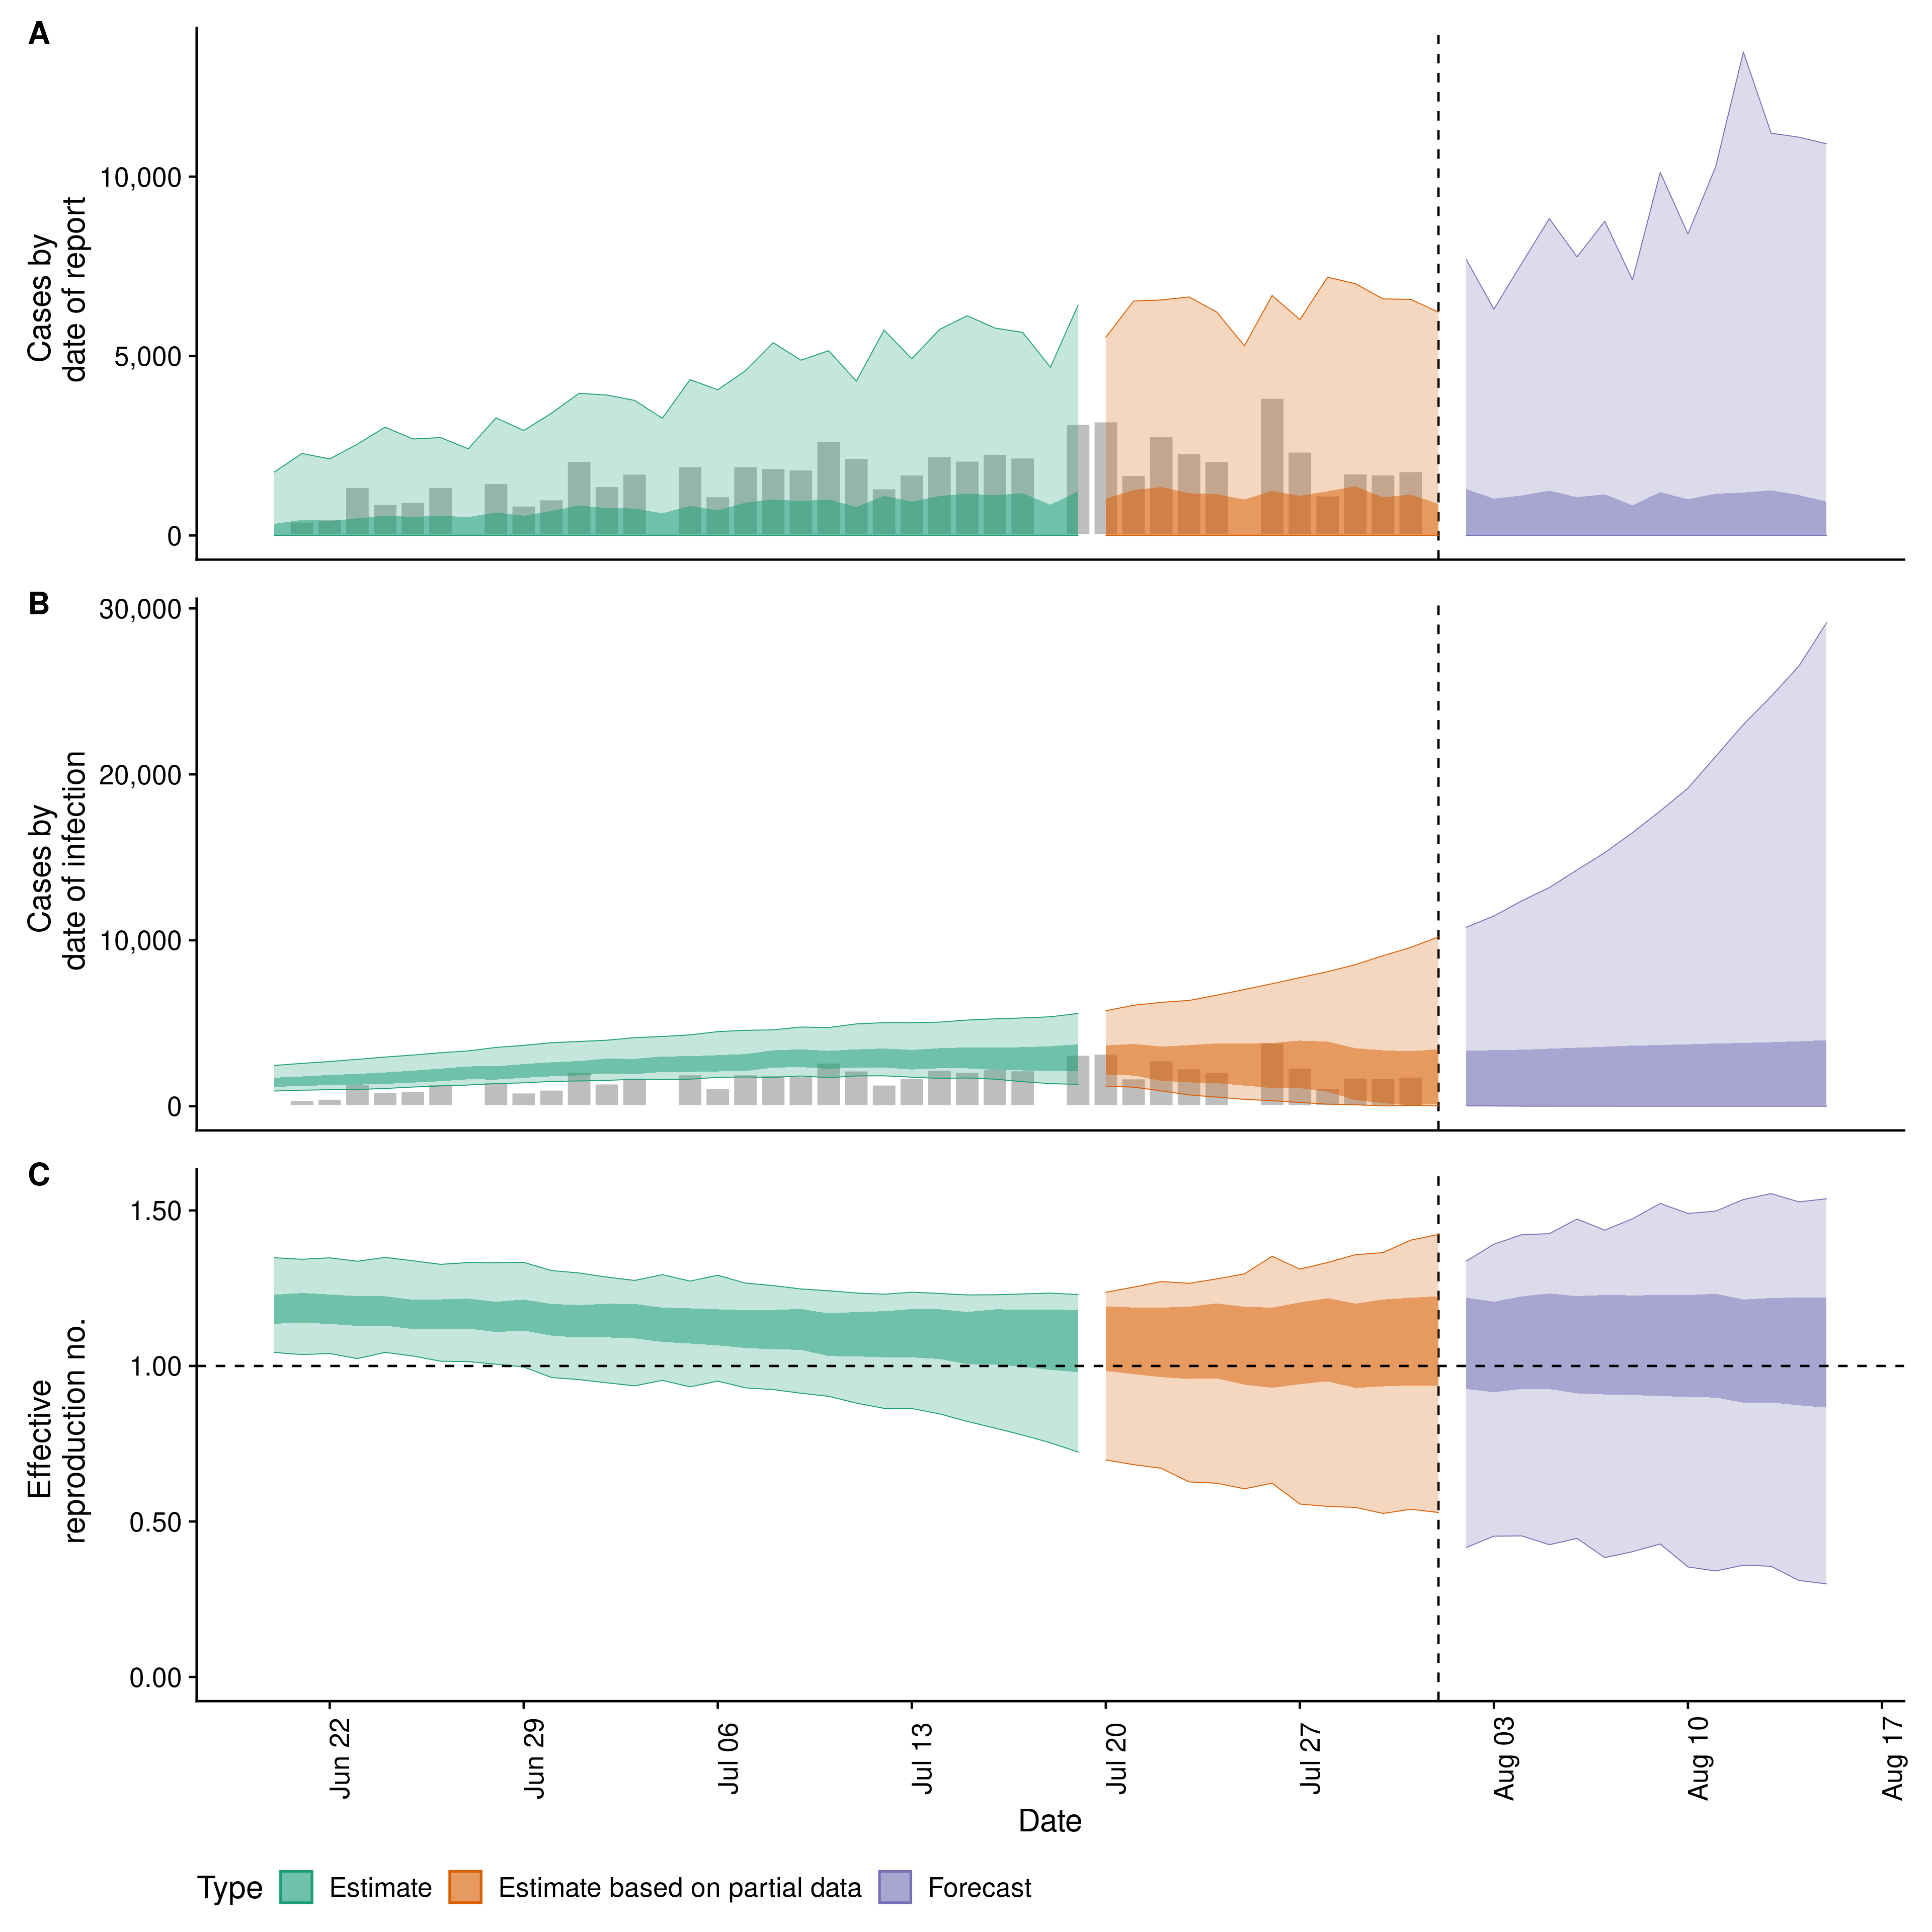 A
Cases by
date of report
10,000
5,000
0
B
Cases by
date of infection
30,000
20,000
10,000
0
C
Effective
reproduction no.
1.50
1.00
0.50
0.00
Jun 22
Jun 29
Jul 06
Jul 13
Jul 20
Jul 27
Aug 03
Aug 10
Aug 17
Date
Type Estimate Estimate based on partial data Forecast